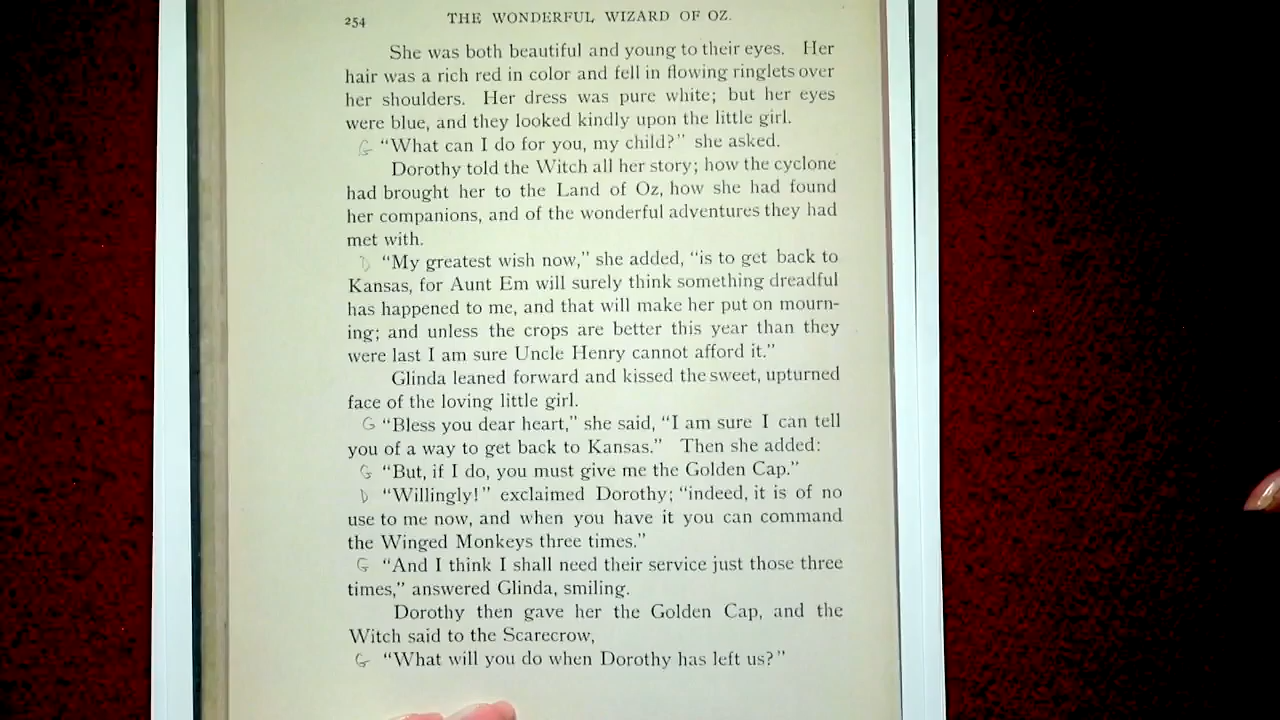 254 THE WONDERFUL WIZARD OF OZ.
She was both beautiful and young to their eyes. Her
hair was a rich red in color and fell in flowing ringlets over
her shoulders. Her dress was pure white; but her eyes
were blue, and they looked kindly upon the little girl.
G “What can I do for you, my child?” she asked.
Dorothy told the Witch all her story; how the cyclone
had brought her to the Land of Oz, how she had found
her companions, and of the wonderful adventures they had
met with.
D “My greatest wish now,” she added, “is to get back to
Kansas, for Aunt Em will surely think something dreadful
has happened to me, and that will make her put on mourn-
ing; and unless the crops are better this year than they
were last I am sure Uncle Henry cannot afford it.”
Glinda leaned forward and kissed the sweet, upturned
face of the loving little girl.
G “Bless you dear heart,” she said, “I am sure I can tell
you of a way to get back to Kansas.” Then she added:
G “But, if I do, you must give me the Golden Cap.”
D “Willingly!” exclaimed Dorothy; “indeed, it is of no
use to me now, and when you have it you can command
the Winged Monkeys three times.”
G “And I think I shall need their service just those three
times,” answered Glinda, smiling.
Dorothy then gave her the Golden Cap, and the
Witch said to the Scarecrow,
G “What will you do when Dorothy has left us?”